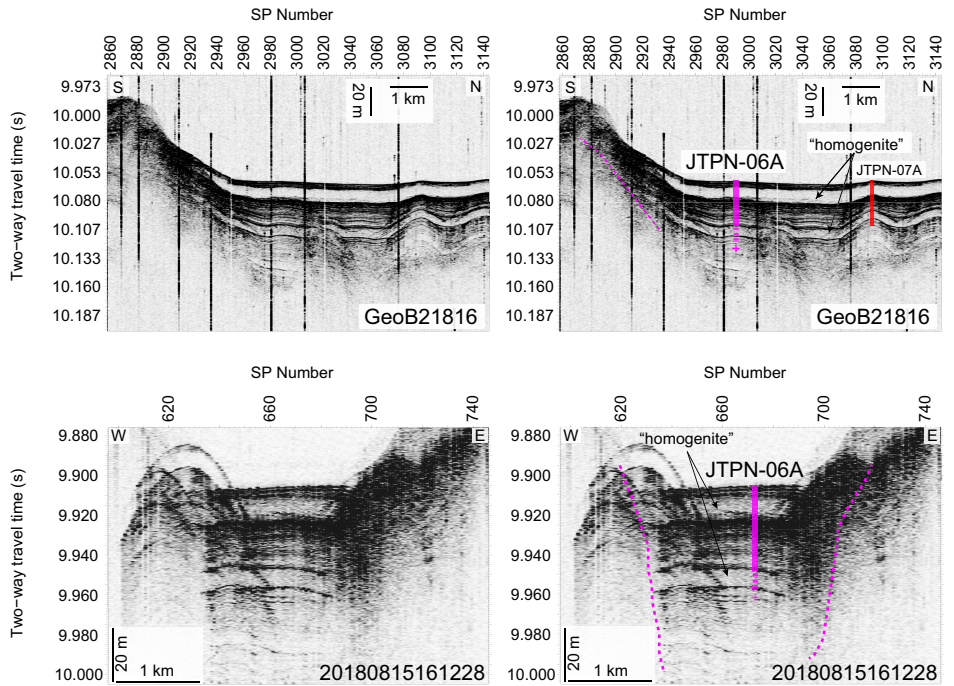 SP Number
2860 2880 2900 2920 2940 2960 2980 3000 3020 3040 3060 3080 3100 3120 3140
Two−way travel time (s)
9.973
10.000
10.027
10.053
10.080
10.107
10.133
10.160
10.187
S
N
20 m
1 km
GeoB21816
SP Number
2860 2880 2900 2920 2940 2960 2980 3000 3020 3040 3060 3080 3100 3120 3140
9.973
10.000
10.027
10.053
10.080
10.107
10.133
10.160
10.187
S
N
20 m
1 km
"homogenite"
JTPN-06A
JTPN-07A
GeoB21816
SP Number
620 660 700 740
Two−way travel time (s)
9.880
9.900
9.920
9.940
9.960
9.980
10.000
W
E
20 m
1 km
20180815161228
SP Number
620 660 700 740
9.880
9.900
9.920
9.940
9.960
9.980
10.000
W
E
"homogenite"
JTPN-06A
20 m
1 km
20180815161228